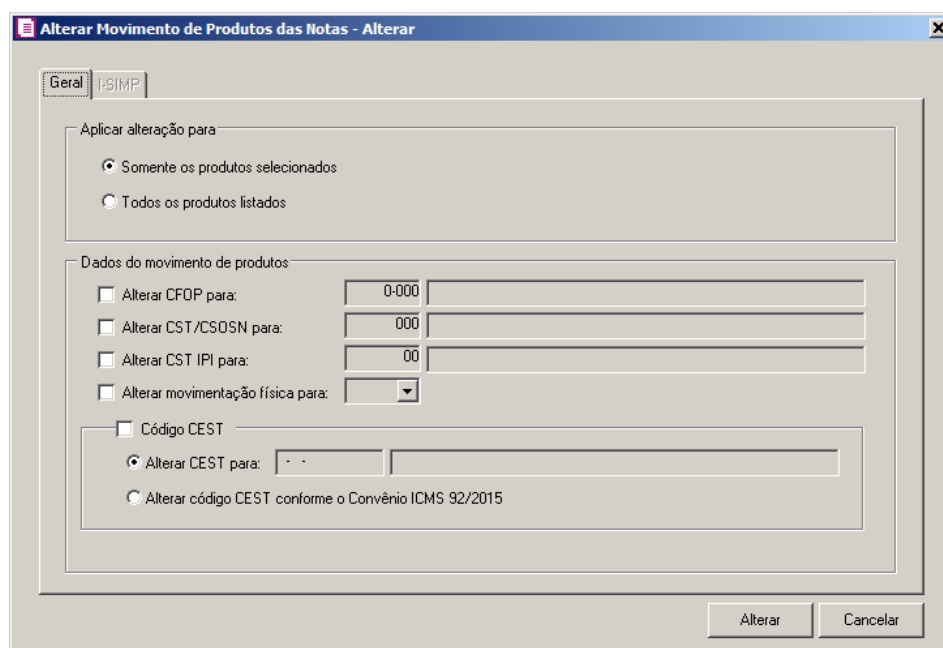 Alterar Movimento de Produtos das Notas - Alterar
Geral I-SIMP
Aplicar alteração para
Somente os produtos selecionados
Todos os produtos listados
Dados do movimento de produtos
Alterar CFOP para: 0-000
Alterar CST/CSOSN para: 000
Alterar CST IPI para: 00
Alterar movimentação física para:
Código CEST
Alterar CEST para: - -
Alterar código CEST conforme o Convênio ICMS 92/2015
Alterar Cancelar